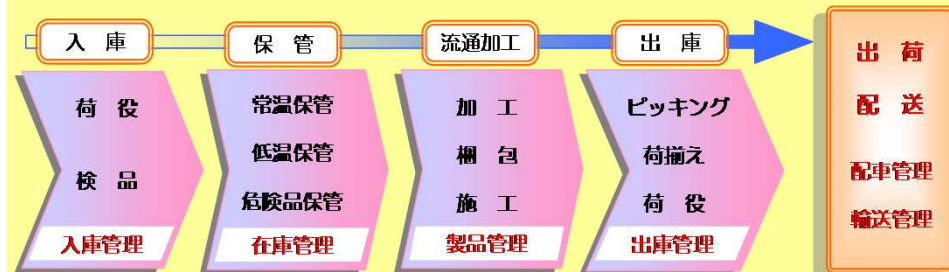 入 庫
荷 役
検 品
入庫管理
保 管
常温保管
低温保管
危険品保管
在庫管理
流通加工
加 工
梱 包
施 工
製品管理
出 庫
ピッキング
荷揃え
荷 役
出庫管理
出 荷
配 送
配車管理
輸送管理